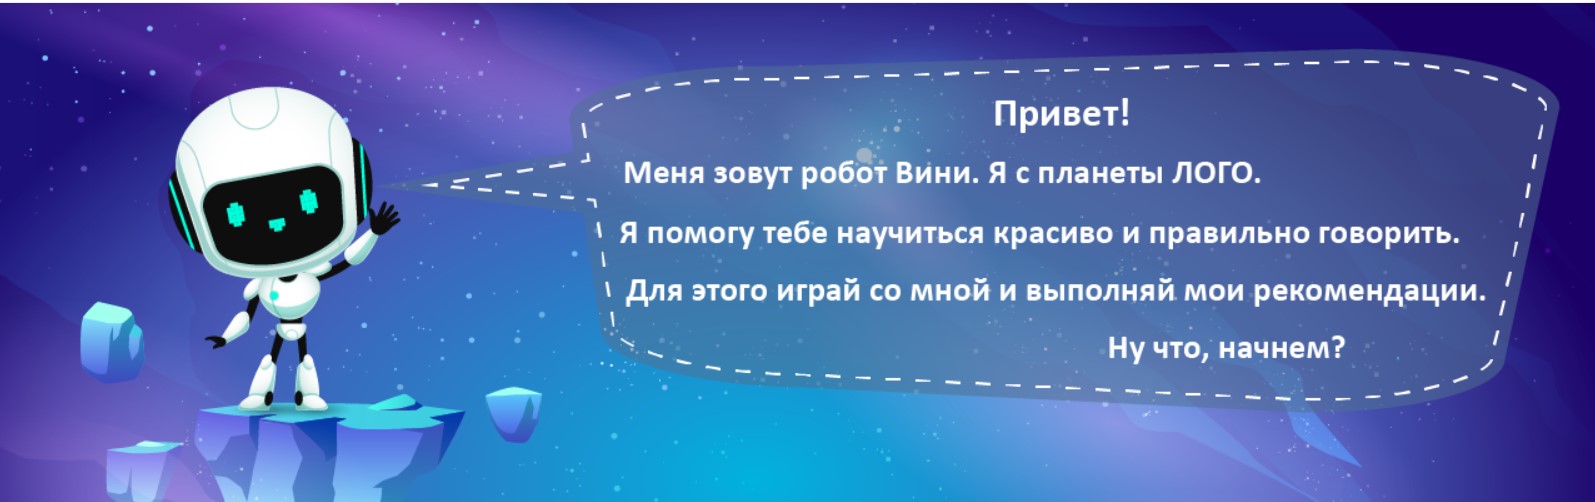 Привет!
Меня зовут робот Вини. Я с планеты ЛОГО.
Я помогу тебе научиться красиво и правильно говорить.
Для этого играй со мной и выполняй мои рекомендации.
Ну что, начнем?